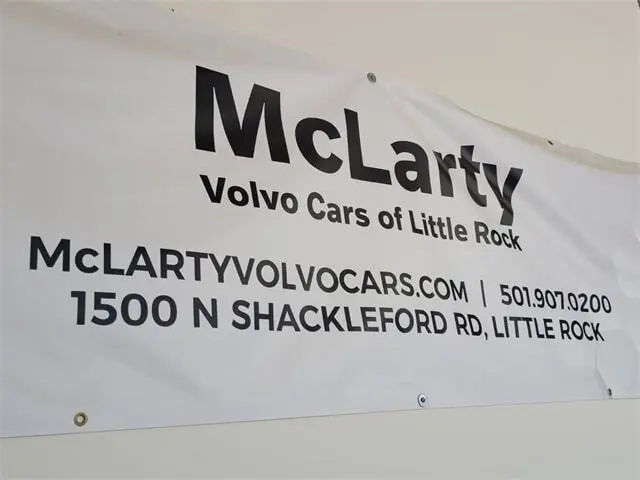 McLarty
Volvo Cars of Little Rock
McLARTYVOLVOCARS.COM | 501.907.0200
1500 N SHACKLEFORD RD, LITTLE ROCK